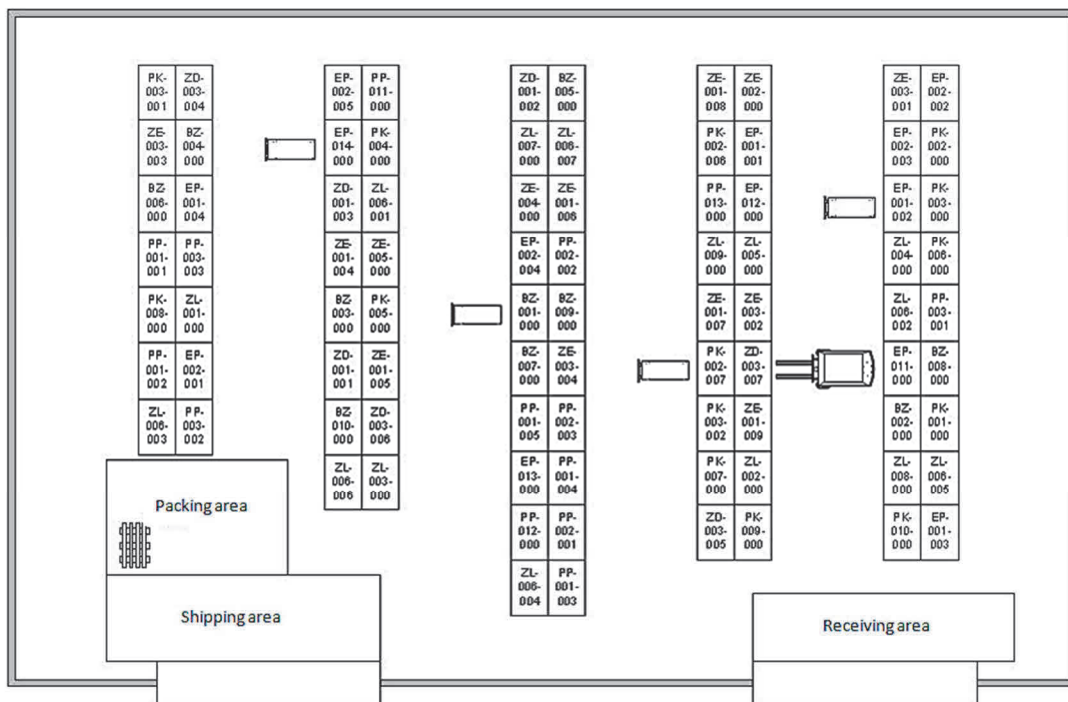 PK-
003-
001
ZD-
003-
004
ZE-
003-
003
BZ-
004-
000
BZ-
006-
000
EP-
001-
004
PP-
001-
001
PP-
003-
003
PK-
008-
000
ZL-
001-
000
PP-
001-
002
EP-
002-
001
ZL-
006-
003
PP-
003-
002
EP-
002-
005
PP-
011-
000
EP-
014-
000
PK-
004-
000
ZD-
001-
003
ZL-
006-
001
ZE-
001-
004
ZE-
005-
000
BZ-
003-
000
PK-
005-
000
ZD-
001-
001
ZE-
001-
005
BZ-
010-
000
ZD-
003-
006
ZL-
006-
006
ZL-
003-
000
ZD-
001-
002
BZ-
005-
000
ZL-
007-
000
ZL-
006-
007
ZE-
004-
000
ZE-
001-
006
EP-
002-
004
PP-
002-
002
BZ-
001-
000
BZ-
009-
000
BZ-
007-
000
ZE-
003-
004
PP-
001-
005
PP-
002-
003
EP-
013-
000
PP-
001-
004
PP-
012-
000
PP-
002-
001
ZL-
006-
004
PP-
001-
003
ZE-
001-
008
ZE-
002-
000
PK-
002-
006
EP-
001-
001
PP-
013-
000
EP-
012-
000
ZL-
009-
000
ZL-
005-
000
ZE-
001-
007
ZE-
003-
002
PK-
002-
007
ZD-
003-
007
PK-
003-
002
ZE-
001-
009
PK-
007-
000
ZL-
002-
000
ZD-
003-
005
PK-
009-
000
ZE-
003-
001
EP-
002-
002
EP-
002-
003
PK-
002-
000
EP-
001-
002
PK-
003-
000
ZL-
004-
000
PK-
006-
000
ZL-
006-
002
PP-
003-
001
EP-
011-
000
BZ-
008-
000
BZ-
002-
000
PK-
001-
000
ZL-
008-
000
ZL-
006-
005
PK-
010-
000
EP-
001-
003
Packing area
Shipping area
Receiving area